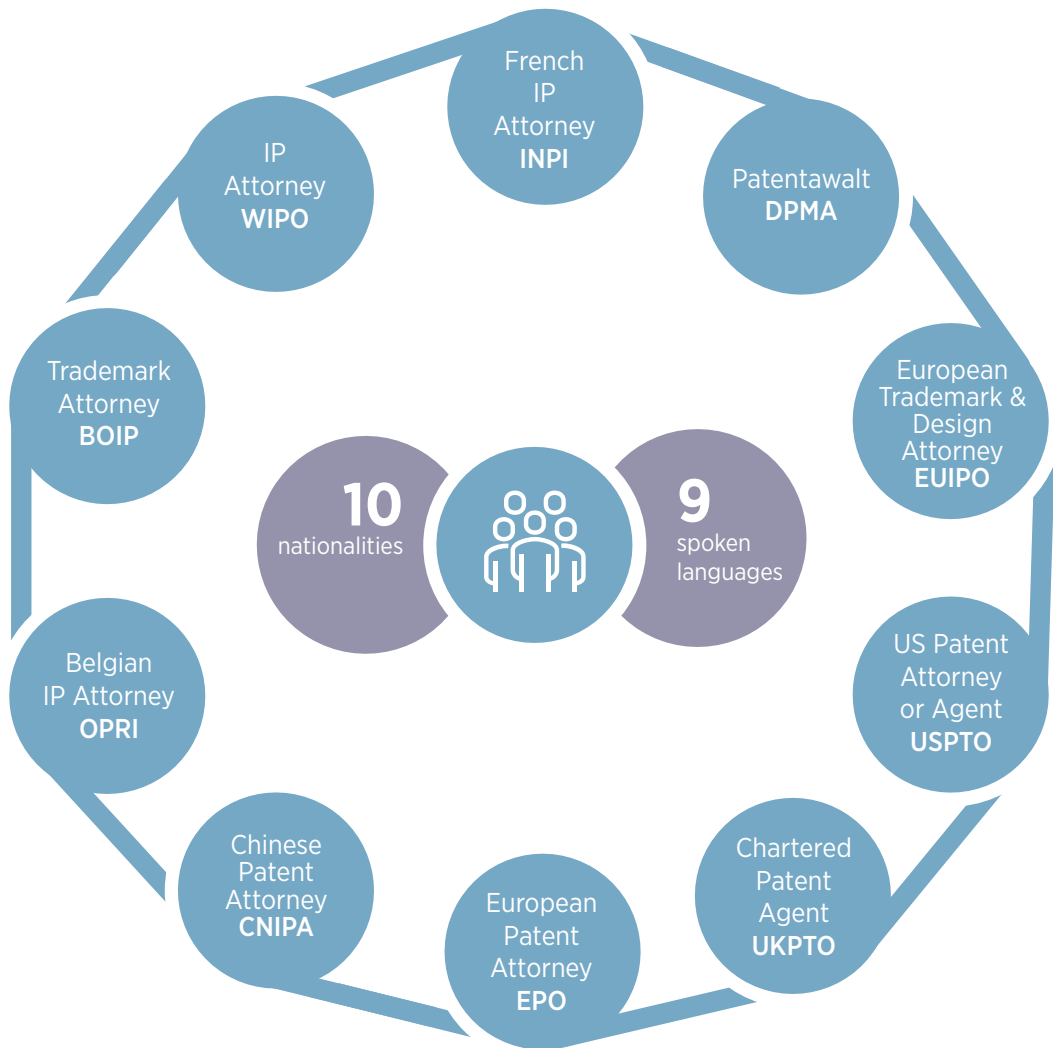 French
IP
Attorney
INPI
Patentawalt
DPMA
European
Trademark &
Design
Attorney
EUIPO
US Patent
Attorney
or Agent
USPTO
Chartered
Patent
Agent
UKPTO
European
Patent
Attorney
EPO
Chinese
Patent
Attorney
CNIPA
Belgian
IP Attorney
OPRI
Trademark
Attorney
BOIP
IP
Attorney
WIPO
10
nationalities
9
spoken
languages